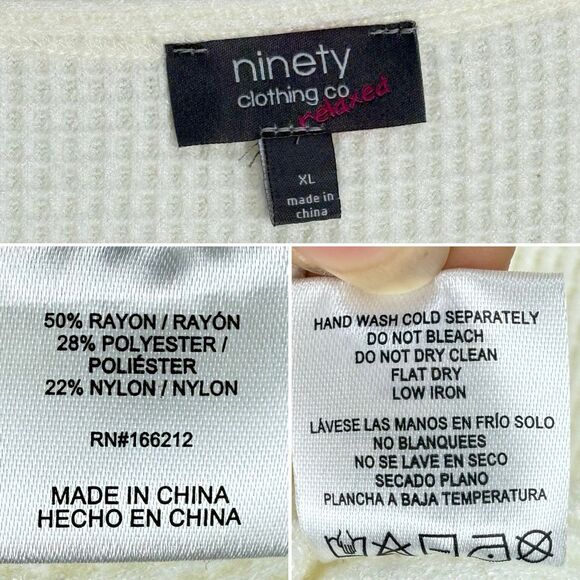 ninety
clothing co
relaxed
XL
made in
china
50% RAYON / RAYÓN
28% POLYESTER /
POLIÉSTER
22% NYLON / NYLON
RN#166212
MADE IN CHINA
HECHO EN CHINA
HAND WASH COLD SEPARATELY
DO NOT BLEACH
DO NOT DRY CLEAN
FLAT DRY
LOW IRON
LÁVESE LAS MANOS EN FRÍO SOLO
NO BLANQUEES
NO SE LAVE EN SECO
SECADO PLANO
PLANCHA A BAJA TEMPERATURA